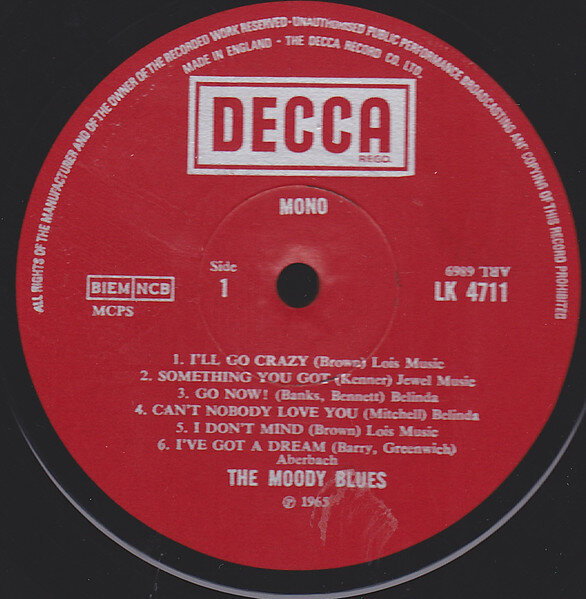 ALL RIGHTS OF THE MANUFACTURER AND OF THE OWNER OF THE RECORDED WORK RESERVED-UNAUTHORISED PUBLIC PERFORMANCE BROADCASTING AND COPYING OF THIS RECORD PROHIBITED
MADE IN ENGLAND - THE DECCA RECORD CO. LTD.
DECCA
REGD.
MONO
Side
1
BIEM NCB
MCPS
ARL 6989
LK 4711
1. I'LL GO CRAZY (Brown) Lois Music
2. SOMETHING YOU GOT (Kenner) Jewel Music
3. GO NOW! (Banks, Bennett) Belinda
4. CAN'T NOBODY LOVE YOU (Mitchell) Belinda
5. I DON'T MIND (Brown) Lois Music
6. I'VE GOT A DREAM (Barry, Greenwich)
Aberbach
THE MOODY BLUES
℗ 1965